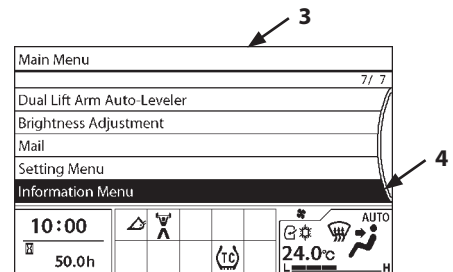 3
Main Menu
7/ 7
Dual Lift Arm Auto-Leveler
Brightness Adjustment
Mail
4
Setting Menu
Information Menu
10:00
AUTO
50.0h
TC
24.0℃
L H